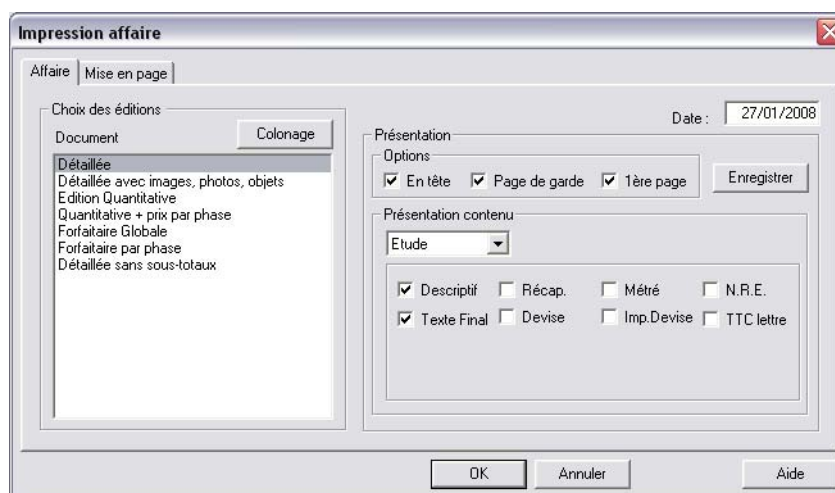 Impression affaire
Affaire
Mise en page
Choix des éditions
Document
Colonage
Détaillée
Détaillée avec images, photos, objets
Edition Quantitative
Quantitative + prix par phase
Forfaitaire Globale
Forfaitaire par phase
Détaillée sans sous-totaux
Date :
27/01/2008
Présentation
Options
En tête
Page de garde
1ère page
Enregistrer
Présentation contenu
Etude
Descriptif
Récap.
Métré
N.R.E.
Texte Final
Devise
Imp.Devise
TTC lettre
OK
Annuler
Aide